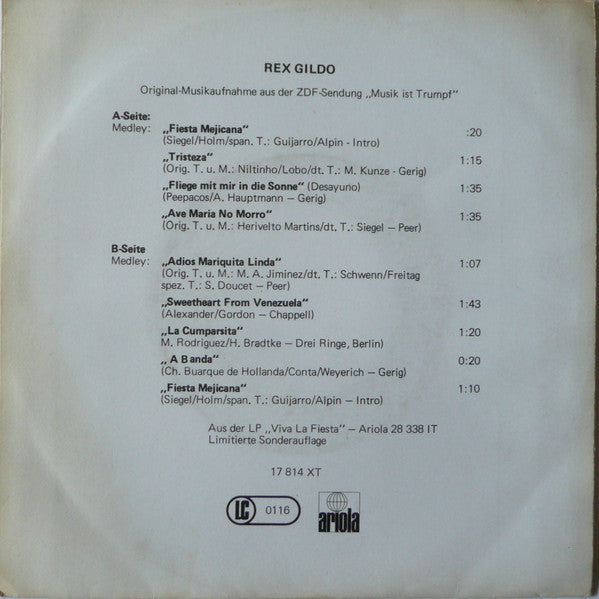 REX GILDO
Original-Musikaufnahme aus der ZDF-Sendung „Musik ist Trumpf"
A-Seite:
Medley: „Fiesta Mejicana" :20
(Siegel/Holm/span. T.: Guijarro/Alpin - Intro)
„Tristeza" 1:15
(Orig. T. u. M.: Niltinho/Lobo/dt. T.: M. Kunze - Gerig)
„Fliege mit mir in die Sonne" (Desayuno) 1:35
(Peepacos/A. Hauptmann – Gerig)
„Ave Maria No Morro" 1:35
(Orig. T. u. M.: Herivelto Martins/dt. T.: Siegel – Peer)
B-Seite
Medley: „Adios Mariquita Linda" 1:07
(Orig. T. u. M.: M. A. Jiminez/dt. T.: Schwenn/Freitag
spez. T.: S. Doucet – Peer)
„Sweetheart From Venezuela" 1:43
(Alexander/Gordon – Chappell)
„La Cumparsita" 1:20
M. Rodriguez/H. Bradtke – Drei Ringe, Berlin)
„A Banda" 0:20
(Ch. Buarque de Hollanda/Conta/Weyerich – Gerig)
„Fiesta Mejicana" 1:10
(Siegel/Holm/span. T.: Guijarro/Alpin – Intro)
Aus der LP „Viva La Fiesta" – Ariola 28 338 IT
Limitierte Sonderauflage
17 814 XT
LC 0116 ariola